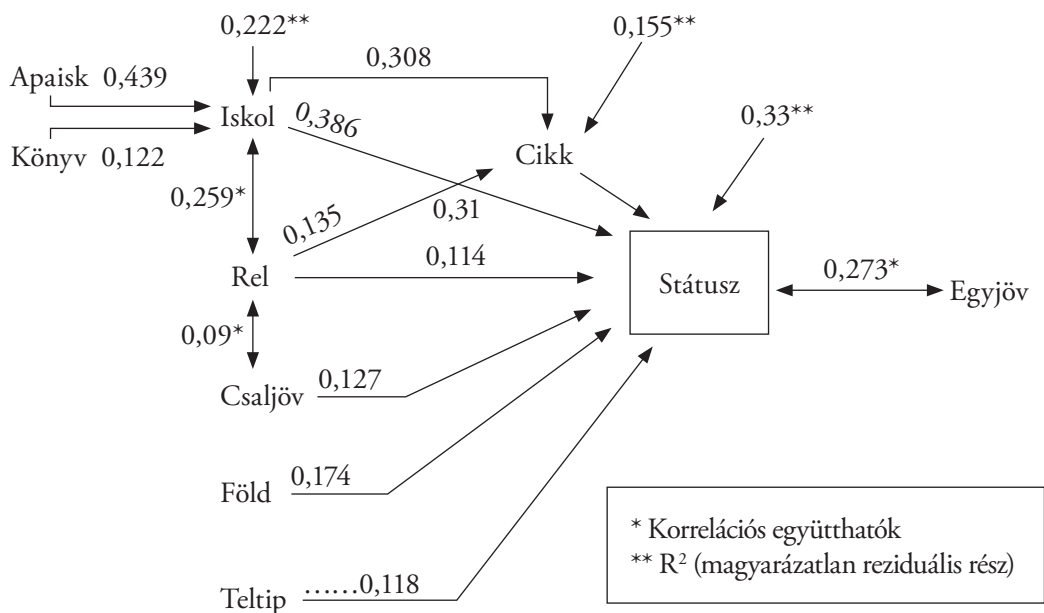 0,222**
0,155**
0,308
Apaisk 0,439
Iskol
0,386
0,33**
Könyv 0,122
Cikk
0,259*
0,135
0,31
Rel
0,114
Státusz
0,273*
Egyjöv
0,09*
Csaljöv 0,127
Föld 0,174
* Korrelációs együtthatók
** R² (magyarázatlan reziduális rész)
Teltip ……0,118